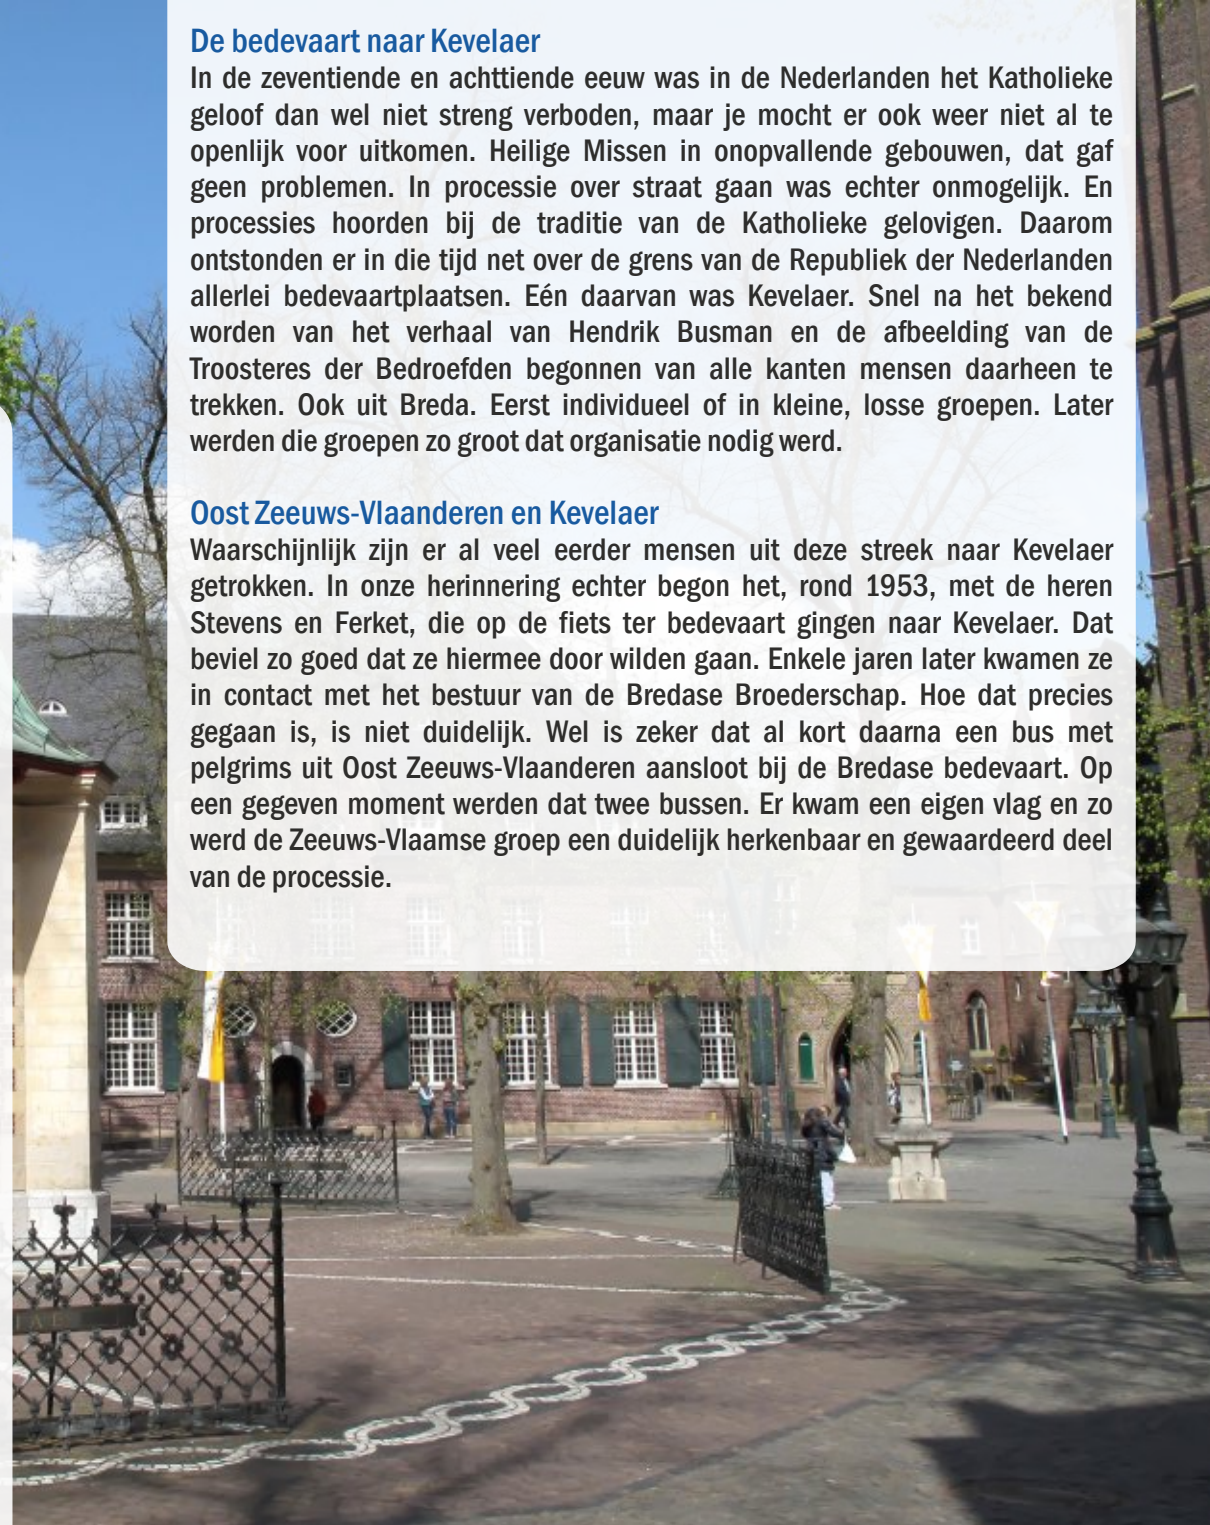 De bedevaart naar Kevelaer
In de zeventiende en achttiende eeuw was in de Nederlanden het Katholieke
geloof dan wel niet streng verboden, maar je mocht er ook weer niet al te
openlijk voor uitkomen. Heilige Missen in onopvallende gebouwen, dat gaf
geen problemen. In processie over straat gaan was echter onmogelijk. En
processies hoorden bij de traditie van de Katholieke gelovigen. Daarom
ontstonden er in die tijd net over de grens van de Republiek der Nederlanden
allerlei bedevaartplaatsen. Eén daarvan was Kevelaer. Snel na het bekend
worden van het verhaal van Hendrik Busman en de afbeelding van de
Troosteres der Bedroefden begonnen van alle kanten mensen daarheen te
trekken. Ook uit Breda. Eerst individueel of in kleine, losse groepen. Later
werden die groepen zo groot dat organisatie nodig werd.

Oost Zeeuws-Vlaanderen en Kevelaer
Waarschijnlijk zijn er al veel eerder mensen uit deze streek naar Kevelaer
getrokken. In onze herinnering echter begon het, rond 1953, met de heren
Stevens en Ferket, die op de fiets ter bedevaart gingen naar Kevelaer. Dat
beviel zo goed dat ze hiermee door wilden gaan. Enkele jaren later kwamen ze
in contact met het bestuur van de Bredase Broederschap. Hoe dat precies
gegaan is, is niet duidelijk. Wel is zeker dat al kort daarna een bus met
pelgrims uit Oost Zeeuws-Vlaanderen aansloot bij de Bredase bedevaart. Op
een gegeven moment werden dat twee bussen. Er kwam een eigen vlag en zo
werd de Zeeuws-Vlaamse groep een duidelijk herkenbaar en gewaardeerd deel
van de processie.